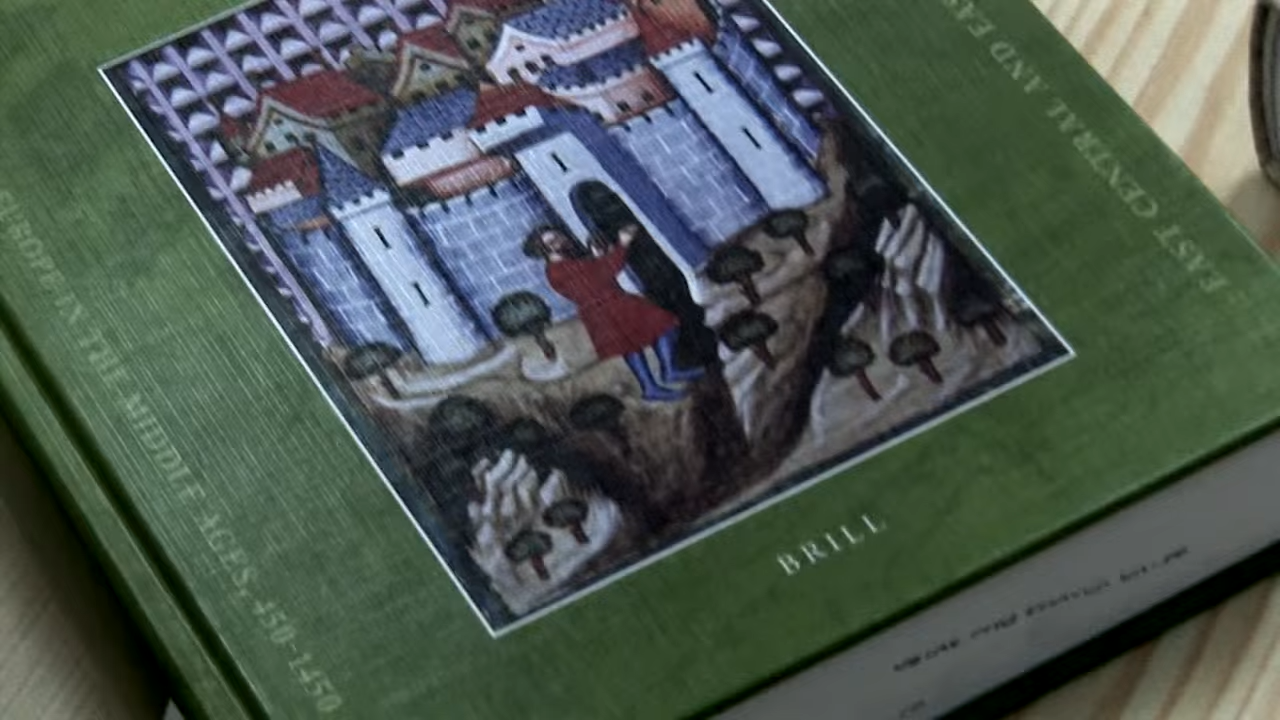 EAST CENTRAL AND EAS
EUROPE IN THE MIDDLE AGES, 450-1450
BRILL